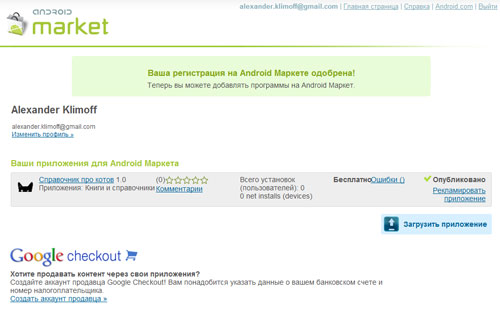 alexander.klimoff@gmail.com | Главная страница | Справка | Android.com | Выйти
ANDROID
market
Ваша регистрация на Android Маркете одобрена!
Теперь вы можете добавлять программы на Android Маркет.
Alexander Klimoff
alexander.klimoff@gmail.com
Изменить профиль »
Ваши приложения для Android Маркета
Справочник про котов 1.0
Приложения: Книги и справочники
(0)
Комментарии
Всего установок
(пользователей): 0
0 net installs (devices)
Бесплатно
Ошибки ()
Опубликовано
Рекламировать
приложение
Загрузить приложение
Google checkout
Хотите продавать контент через свои приложения?
Создайте аккаунт продавца Google Checkout! Вам понадобится указать данные о вашем банковском счете и
номер налогоплательщика.
Создать аккаунт продавца »